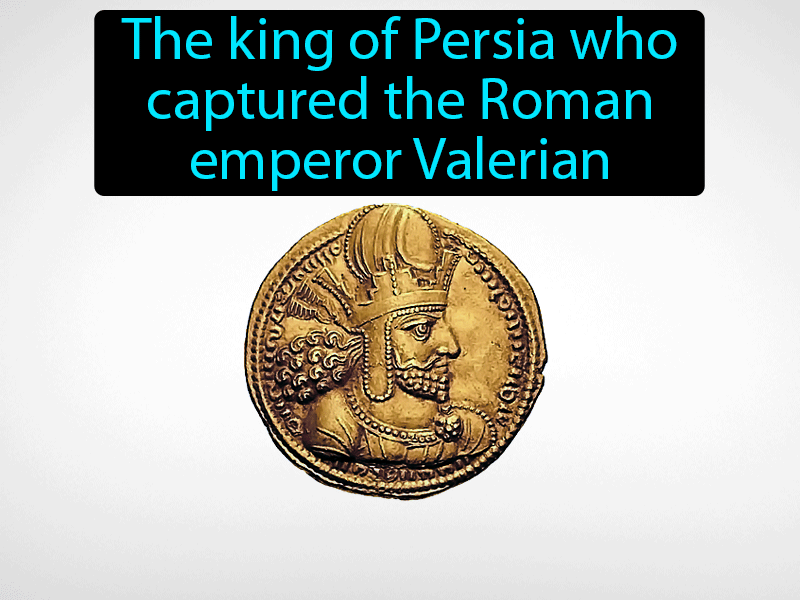 The king of Persia who
captured the Roman
emperor Valerian